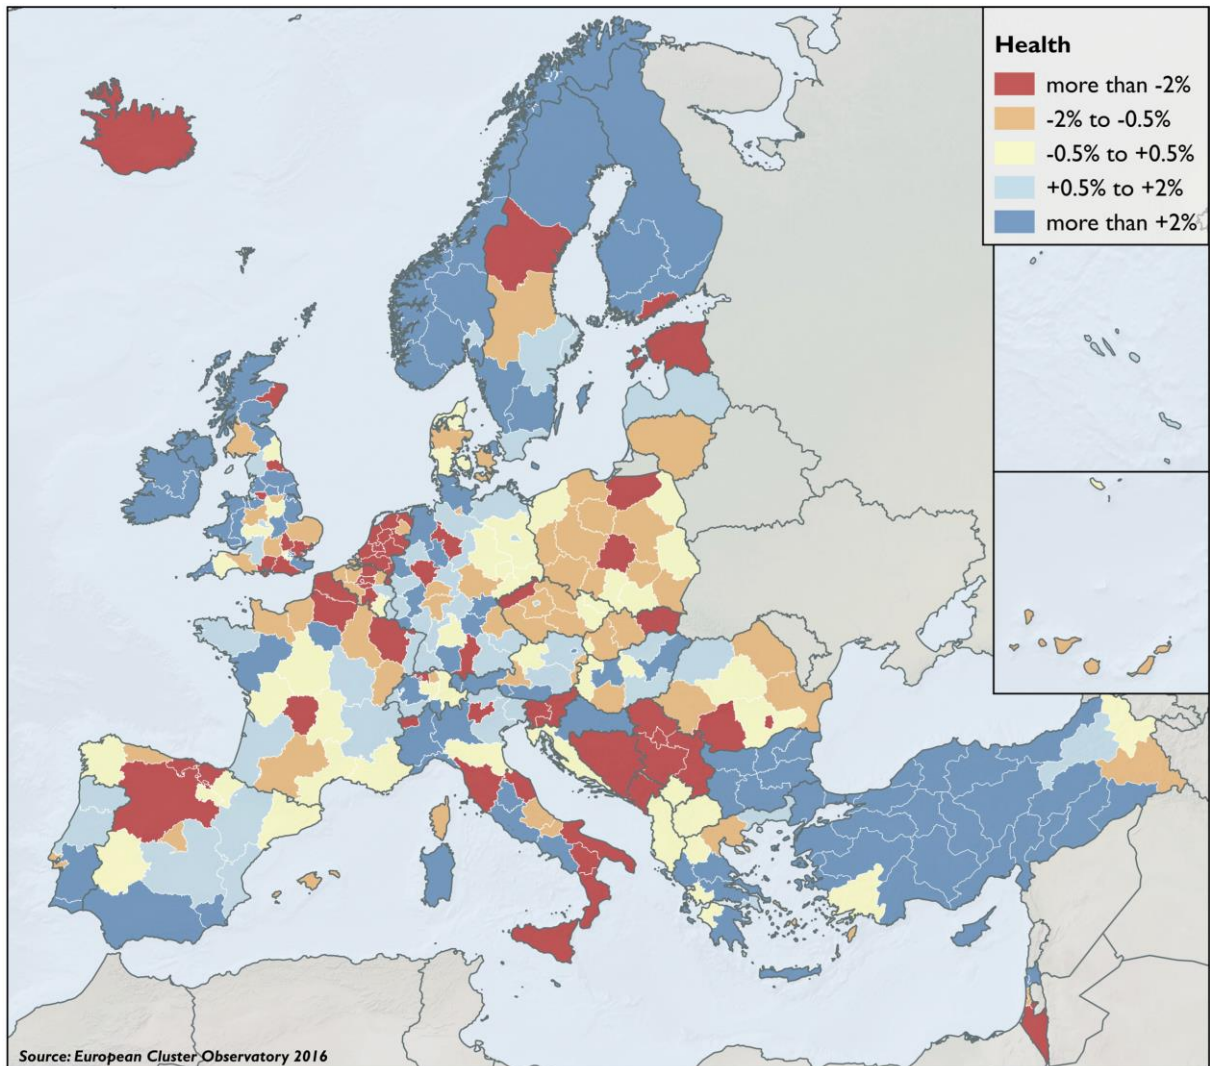 Health
more than -2%
-2% to -0.5%
-0.5% to +0.5%
+0.5% to +2%
more than +2%
Source: European Cluster Observatory 2016